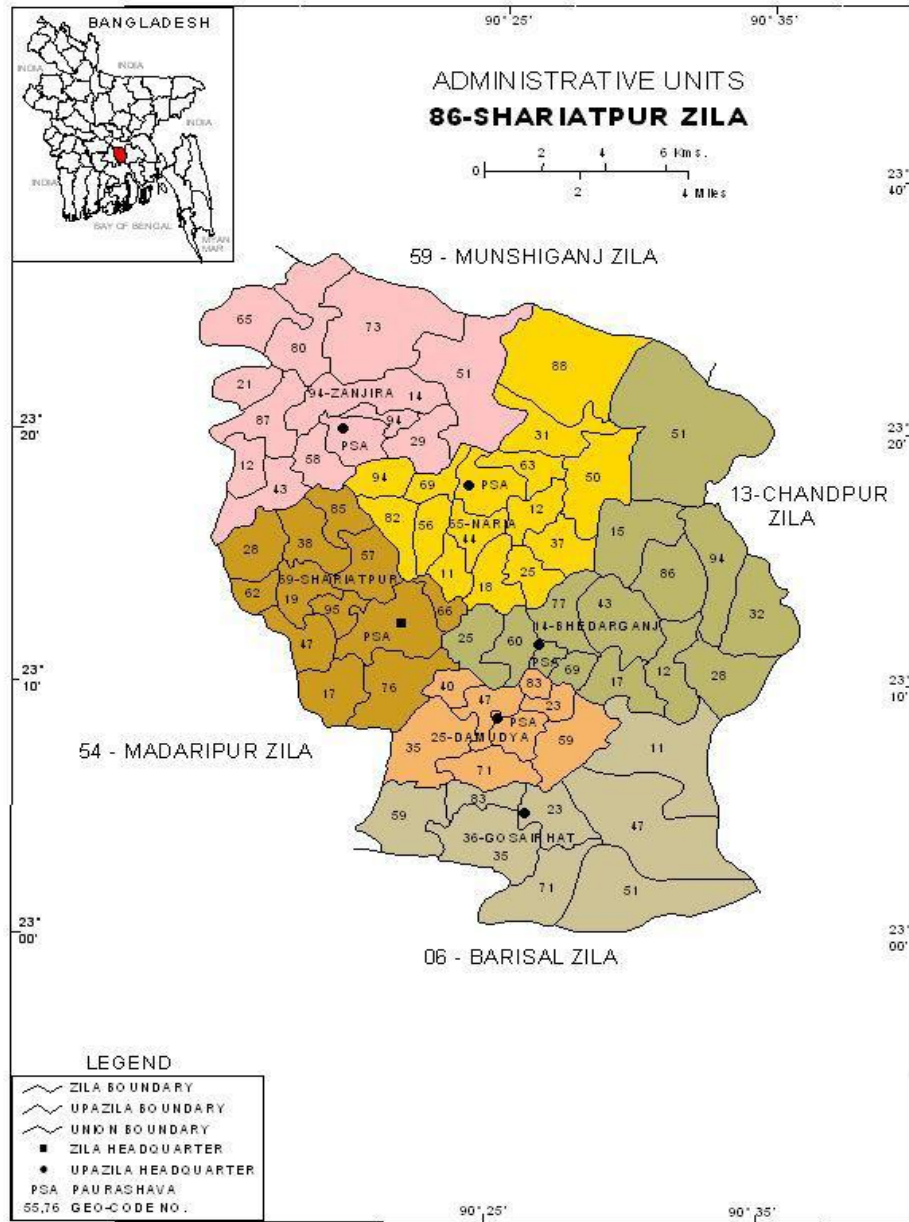 BANGLADESH
INDIA
INDIA
INDIA
INDIA
BAY OF BENGAL
MYAN
MAR
90° 25'
90° 35'
ADMINISTRATIVE UNITS
86-SHARIATPUR ZILA
0 2 4 6 Kms.
2 4 Miles
23°
40'
59 - MUNSHIGANJ ZILA
65
73
80
51
88
21
94-ZANJIRA
14
87
94
PSA
29
58
12
43
31
51
23°
20'
23°
20'
94
69
PSA
63
50
13-CHANDPUR
ZILA
82
56
65-NARIA
12
44
37
11
18
25
85
28
38
57
69-SHARIATPUR
62
19
95
66
PSA
47
17
76
15
86
94
32
77
43
25
60
14-BHEDARGANJ
PSA
69
17
12
28
23°
10'
23°
10'
40
47
83
23
PSA
35
25-DAMUDYA
59
71
54 - MADARIPUR ZILA
11
59
83
23
47
36-GOSAIRHAT
35
71
51
23°
00'
23°
00'
06 - BARISAL ZILA
LEGEND
ZILA BOUNDARY
UPAZILA BOUNDARY
UNION BOUNDARY
ZILA HEADQUARTER
UPAZILA HEADQUARTER
PSA PAURASHAVA
55,76 GEO-CODE NO.
90° 25'
90° 35'